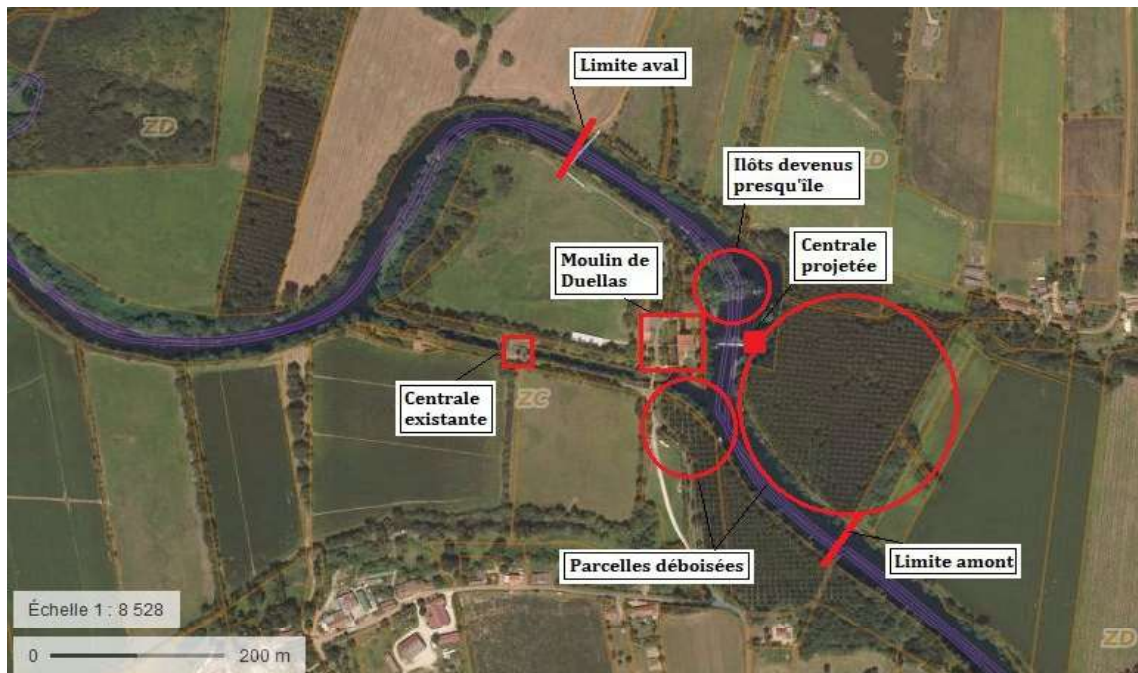 Limite aval
ZD
Ilôts devenus
presqu'île
ZD
Moulin de
Duellas
Centrale
projetée
Centrale
existante
ZC
Parcelles déboisées
Limite amont
Échelle 1 : 8 528
0 200 m
ZD